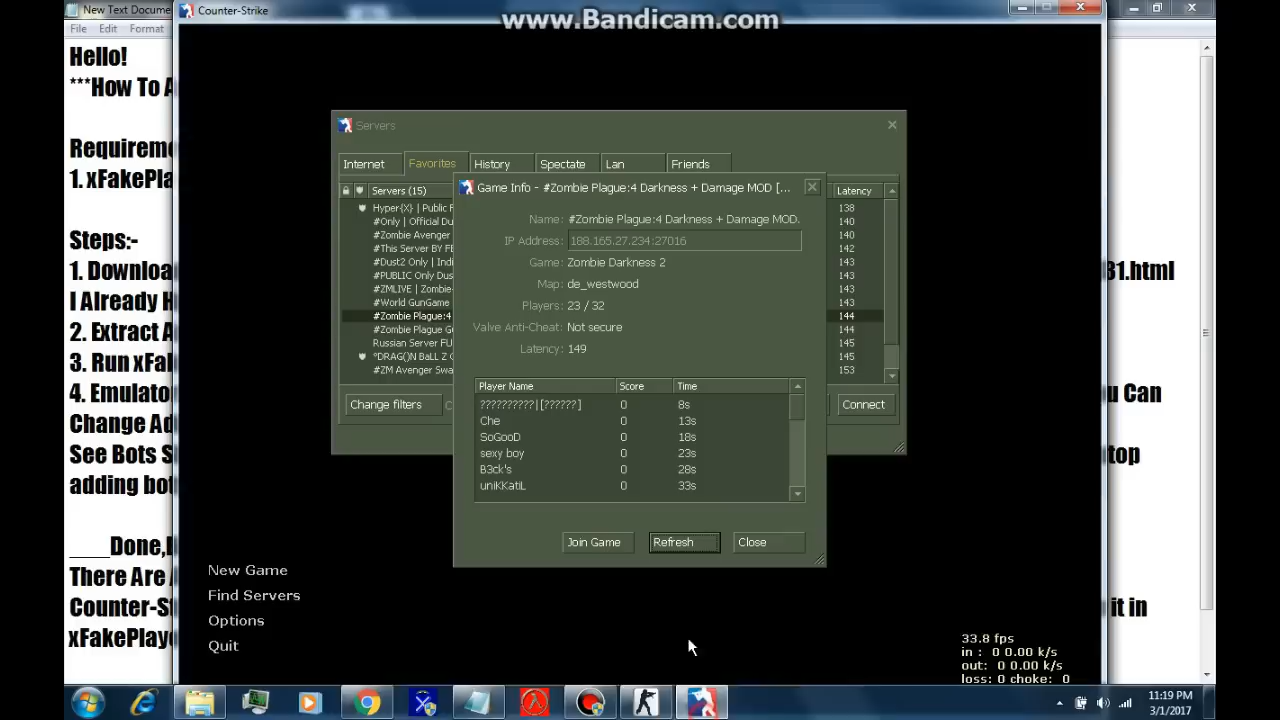 www.Bandicam.com
New Text Docume
File Edit Format
Hello!
***How To A
Requireme
1. xFakePla
Steps:-
1. Downloa
31.html
I Already H
2. Extract A
3. Run xFa
4. Emulator
u Can
Change Ad
See Bots S
top
adding bot
____Done,
There Are
Counter-St
it in
xFakePlaye
Counter-Strike
Servers
Internet Favorites History Spectate Lan Friends
Servers (15) Latency
Hyper{X} | Public F 138
#Only | Official Du 140
#Zombie Avenger 140
#This Server BY FE 142
#Dust2 Only | Indi 143
#PUBLIC Only Dus 143
#ZMLIVE | Zombie- 143
#World GunGame 143
#Zombie Plague:4 144
#Zombie Plague G 144
Russian Server FU 145
°DRAG()N BaLL Z C 145
#ZM Avenger Swa 153
Change filters
Connect
Game Info - #Zombie Plague:4 Darkness + Damage MOD [...
Name: #Zombie Plague:4 Darkness + Damage MOD.
IP Address: 188.165.27.234:27016
Game: Zombie Darkness 2
Map: de_westwood
Players: 23 / 32
Valve Anti-Cheat: Not secure
Latency: 149
Player Name Score Time
??????????|[??????] 0 8s
Che 0 13s
SoGooD 0 18s
sexy boy 0 23s
B3ck's 0 28s
uniKKatiL 0 33s
Join Game Refresh Close
New Game
Find Servers
Options
Quit
33.8 fps
in : 0 0.00 k/s
out: 0 0.00 k/s
loss: 0 choke: 0
11:19 PM
3/1/2017